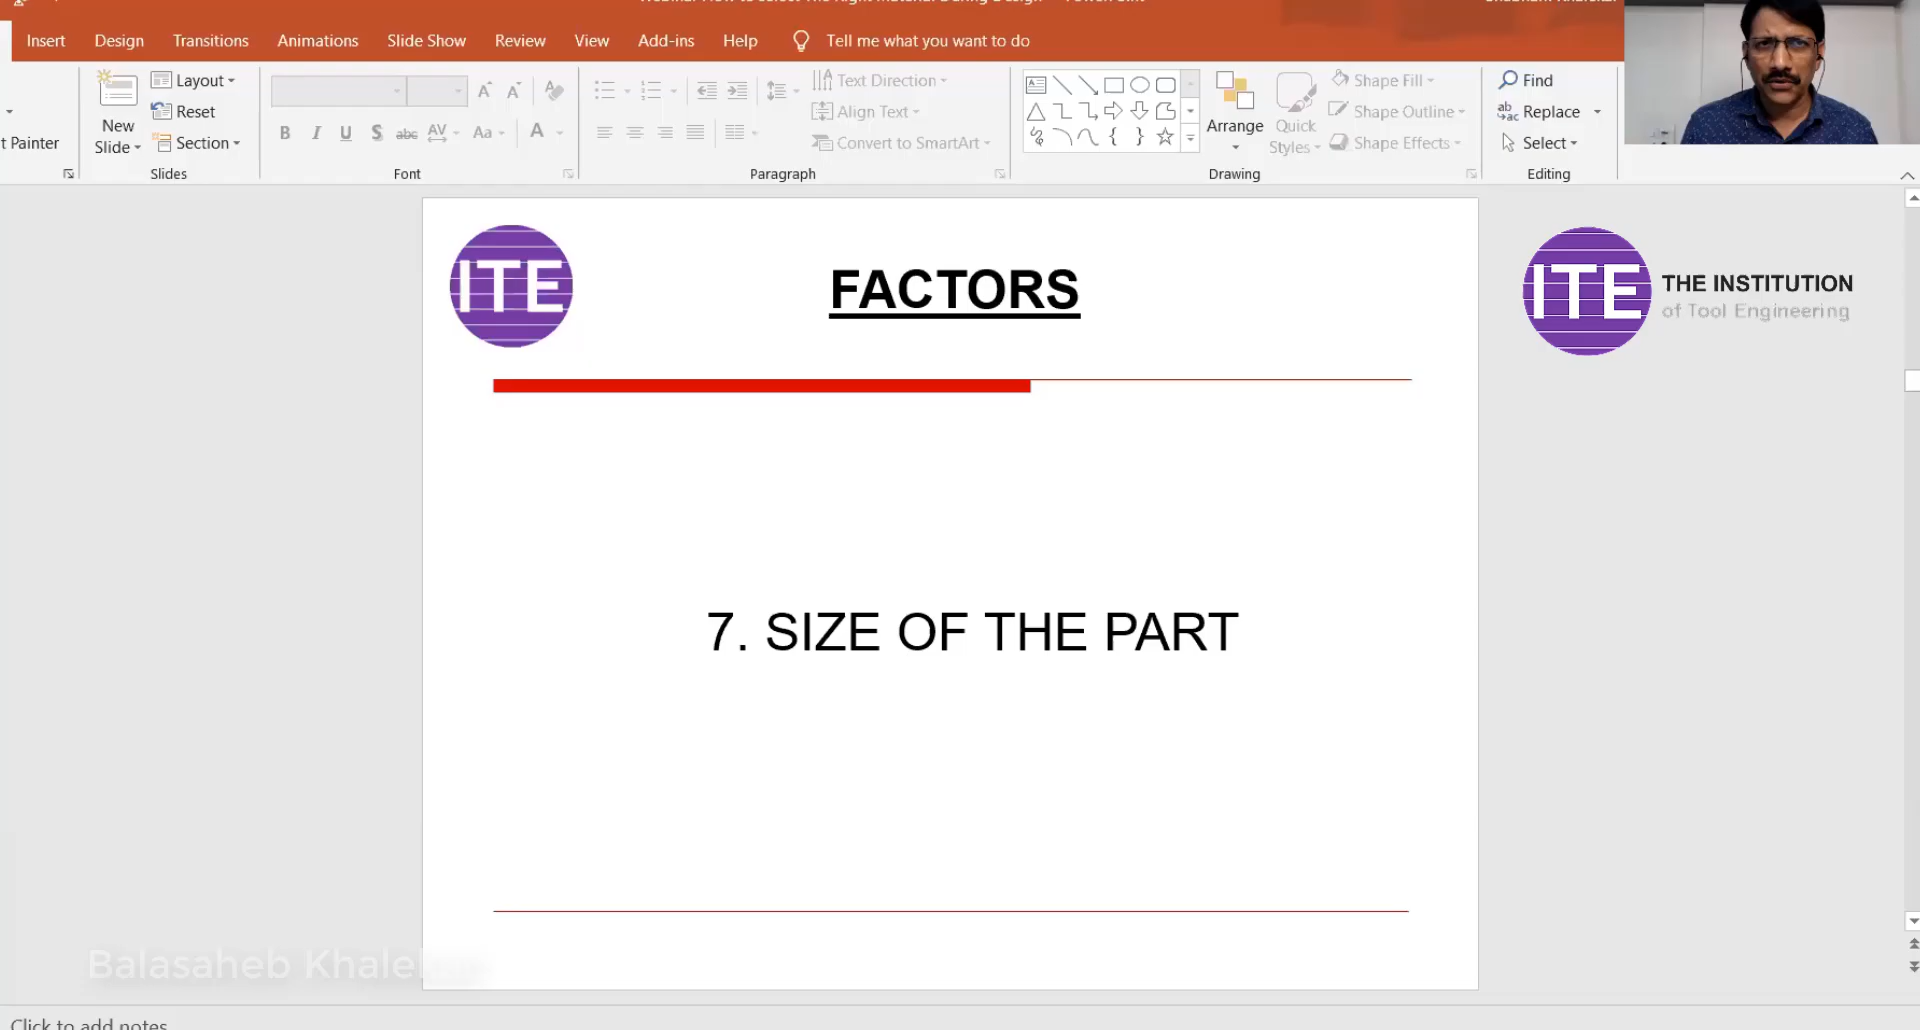 Insert Design Transitions Animations Slide Show Review View Add-ins Help Tell me what you want to do
t Painter
New
Slide
Layout
Reset
Section
Slides
B I U S abc AV Aa A
Font
Text Direction
Align Text
Convert to SmartArt
Paragraph
Arrange
Quick
Styles
Shape Fill
Shape Outline
Shape Effects
Drawing
Find
Replace
Select
Editing
ITE
FACTORS
7. SIZE OF THE PART
ITE
THE INSTITUTION
of Tool Engineering
Balasaheb
Click to add notes